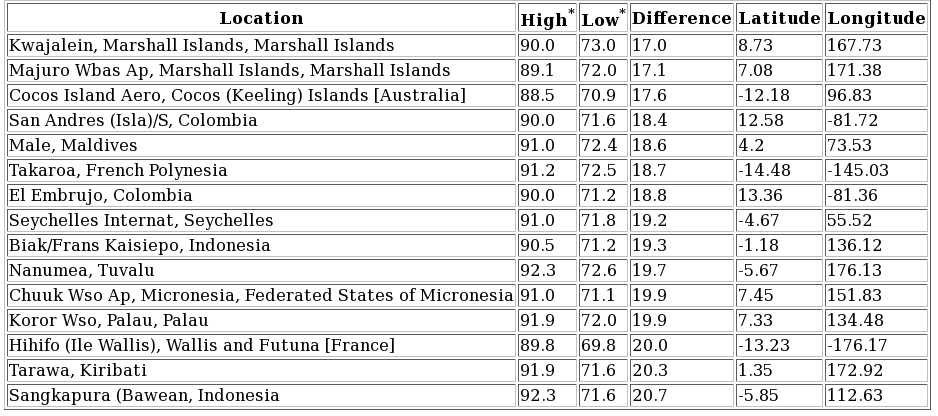 Location High* Low* Difference Latitude Longitude
Kwajalein, Marshall Islands, Marshall Islands 90.0 73.0 17.0 8.73 167.73
Majuro Wbas Ap, Marshall Islands, Marshall Islands 89.1 72.0 17.1 7.08 171.38
Cocos Island Aero, Cocos (Keeling) Islands [Australia] 88.5 70.9 17.6 -12.18 96.83
San Andres (Isla)/S, Colombia 90.0 71.6 18.4 12.58 -81.72
Male, Maldives 91.0 72.4 18.6 4.2 73.53
Takaroa, French Polynesia 91.2 72.5 18.7 -14.48 -145.03
El Embrujo, Colombia 90.0 71.2 18.8 13.36 -81.36
Seychelles Internat, Seychelles 91.0 71.8 19.2 -4.67 55.52
Biak/Frans Kaisiepo, Indonesia 90.5 71.2 19.3 -1.18 136.12
Nanumea, Tuvalu 92.3 72.6 19.7 -5.67 176.13
Chuuk Wso Ap, Micronesia, Federated States of Micronesia 91.0 71.1 19.9 7.45 151.83
Koror Wso, Palau, Palau 91.9 72.0 19.9 7.33 134.48
Hihifo (Ile Wallis), Wallis and Futuna [France] 89.8 69.8 20.0 -13.23 -176.17
Tarawa, Kiribati 91.9 71.6 20.3 1.35 172.92
Sangkapura (Bawean, Indonesia 92.3 71.6 20.7 -5.85 112.63